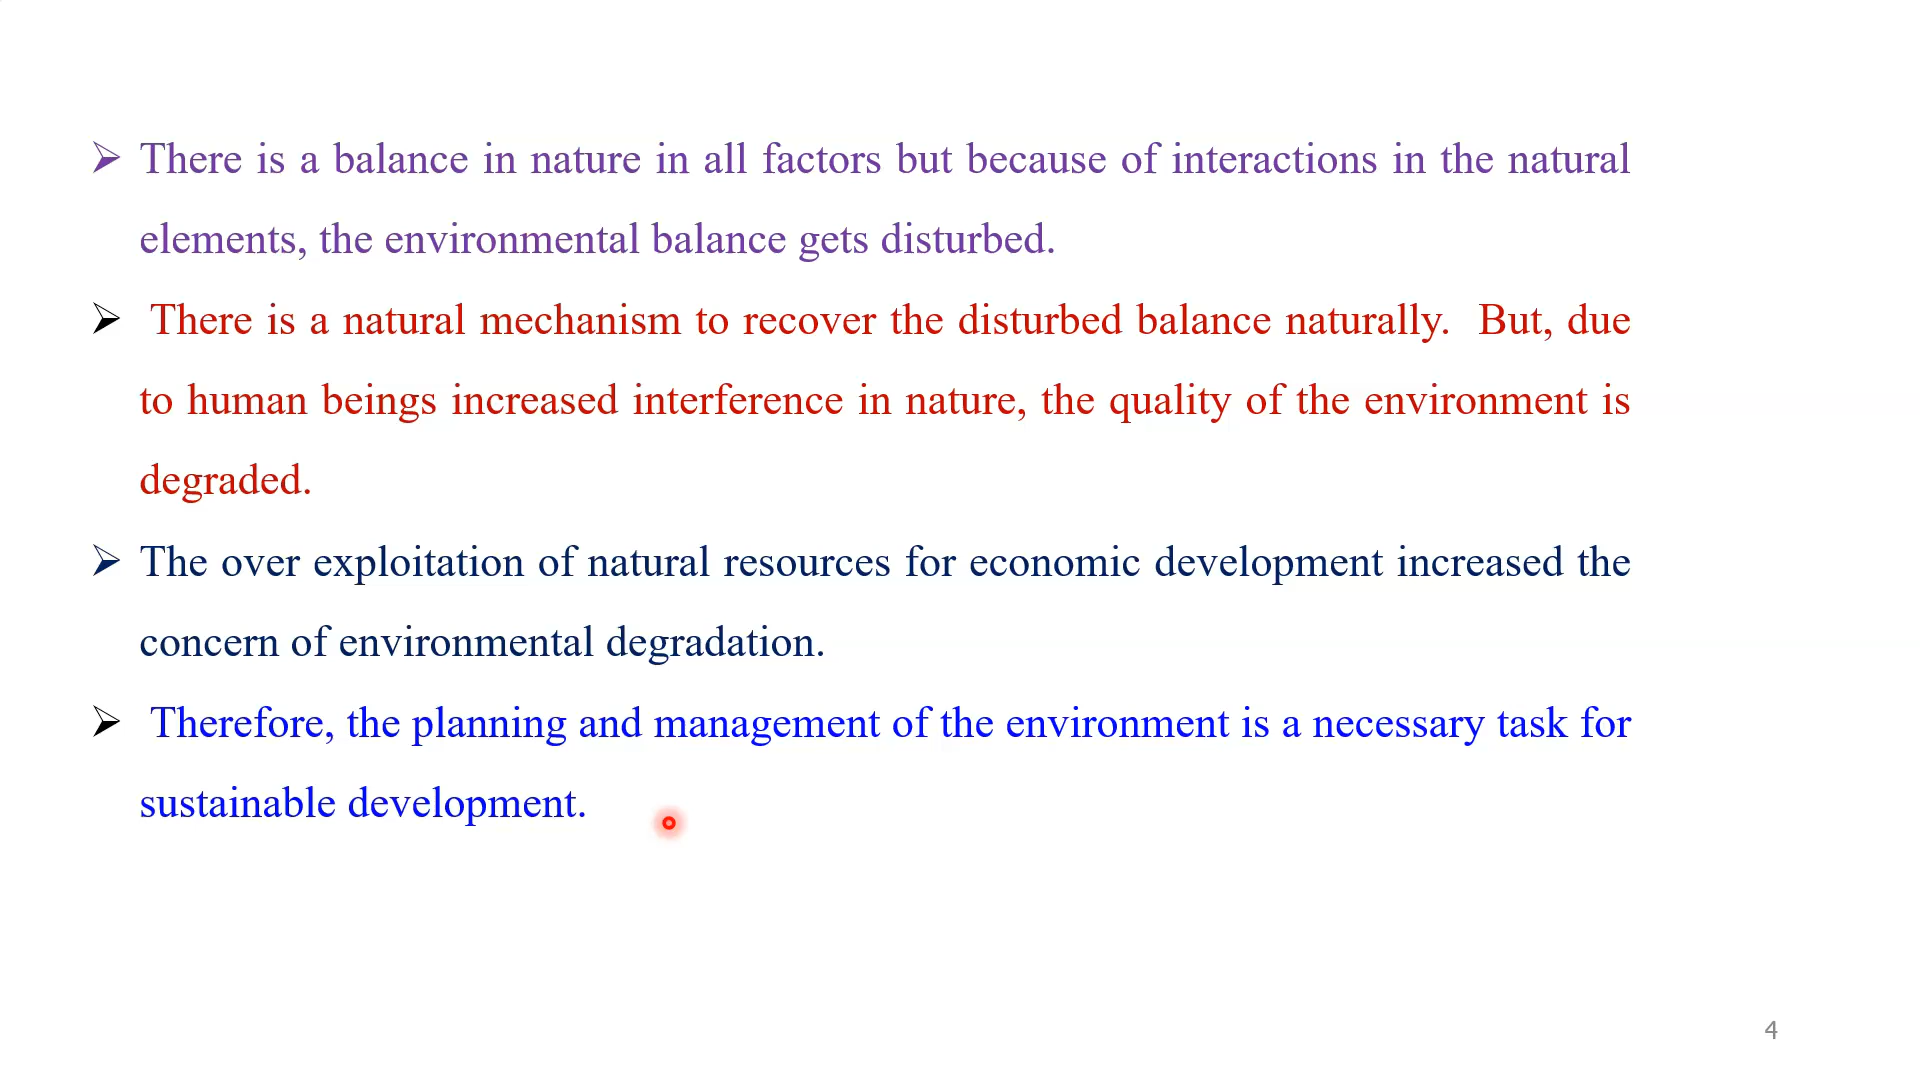 ➢ There is a balance in nature in all factors but because of interactions in the natural
elements, the environmental balance gets disturbed.
➢ There is a natural mechanism to recover the disturbed balance naturally.  But, due
to human beings increased interference in nature, the quality of the environment is
degraded.
➢ The over exploitation of natural resources for economic development increased the
concern of environmental degradation.
➢ Therefore, the planning and management of the environment is a necessary task for
sustainable development.
4